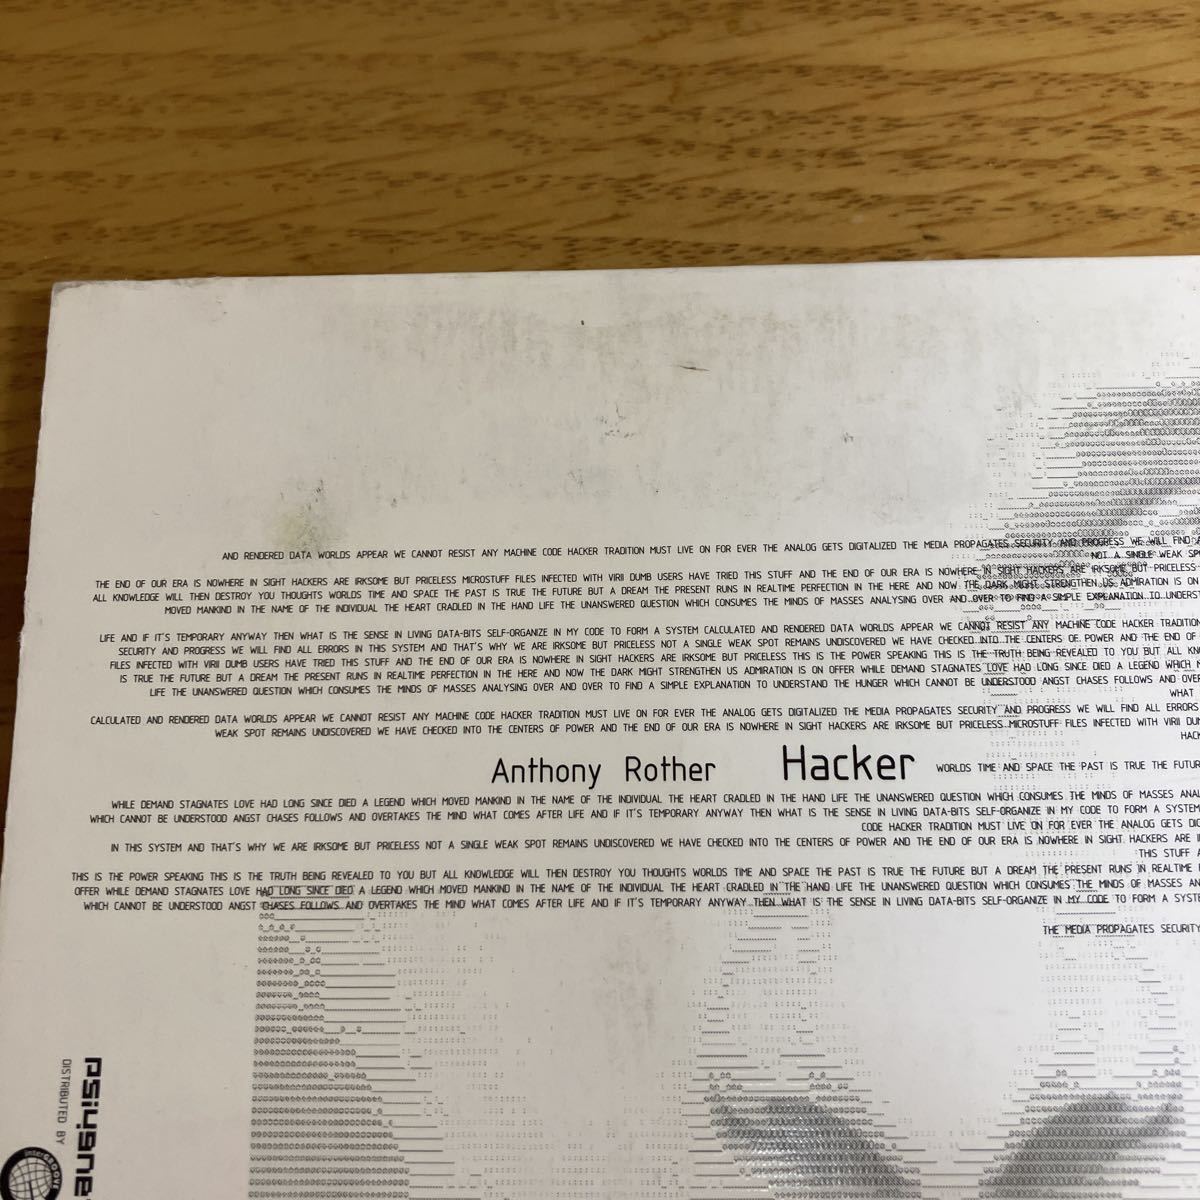 AND RENDERED DATA WORLDS APPEAR WE CANNOT RESIST ANY MACHINE CODE HACKER TRADITION MUST LIVE ON FOR EVER THE ANALOG GETS DIGITALIZED THE MEDIA PROPAGATES SECURITY AND PROGRESS WE WILL FIND
NOT A SINGLE WEAK SP
THE END OF OUR ERA IS NOWHERE IN SIGHT HACKERS ARE IRKSOME BUT PRICELESS MICROSTUFF FILES INFECTED WITH VIRII DUMB USERS HAVE TRIED THIS STUFF AND THE END OF OUR ERA IS NOWHERE IN SIGHT HACKERS ARE IRKSOME BUT PRICELESS
ALL KNOWLEDGE WILL THEN DESTROY YOU THOUGHTS WORLDS TIME AND SPACE THE PAST IS TRUE THE FUTURE BUT A DREAM THE PRESENT RUNS IN REALTIME PERFECTION IN THE HERE AND NOW THE DARK MIGHT STRENGTHEN US ADMIRATION IS ON
MOVED MANKIND IN THE NAME OF THE INDIVIDUAL THE HEART CRADLED IN THE HAND LIFE THE UNANSWERED QUESTION WHICH CONSUMES THE MINDS OF MASSES ANALYSING OVER AND OVER TO FIND A SIMPLE EXPLANATION TO UNDERST
LIFE AND IF IT'S TEMPORARY ANYWAY THEN WHAT IS THE SENSE IN LIVING DATA-BITS SELF-ORGANIZE IN MY CODE TO FORM A SYSTEM CALCULATED AND RENDERED DATA WORLDS APPEAR WE CANNOT RESIST ANY MACHINE CODE HACKER TRADITION
SECURITY AND PROGRESS WE WILL FIND ALL ERRORS IN THIS SYSTEM AND THAT'S WHY WE ARE IRKSOME BUT PRICELESS NOT A SINGLE WEAK SPOT REMAINS UNDISCOVERED WE HAVE CHECKED INTO THE CENTERS OF POWER AND THE END OF
FILES INFECTED WITH VIRII DUMB USERS HAVE TRIED THIS STUFF AND THE END OF OUR ERA IS NOWHERE IN SIGHT HACKERS ARE IRKSOME BUT PRICELESS THIS IS THE POWER SPEAKING THIS IS THE TRUTH BEING REVEALED TO YOU BUT ALL KN
IS TRUE THE FUTURE BUT A DREAM THE PRESENT RUNS IN REALTIME PERFECTION IN THE HERE AND NOW THE DARK MIGHT STRENGTHEN US ADMIRATION IS ON OFFER WHILE DEMAND STAGNATES LOVE HAD LONG SINCE DIED A LEGEND WHICH
LIFE THE UNANSWERED QUESTION WHICH CONSUMES THE MINDS OF MASSES ANALYSING OVER AND OVER TO FIND A SIMPLE EXPLANATION TO UNDERSTAND THE HUNGER WHICH CANNOT BE UNDERSTOOD ANGST CHASES FOLLOWS AND OVER
WHAT
CALCULATED AND RENDERED DATA WORLDS APPEAR WE CANNOT RESIST ANY MACHINE CODE HACKER TRADITION MUST LIVE ON FOR EVER THE ANALOG GETS DIGITALIZED THE MEDIA PROPAGATES SECURITY AND PROGRESS WE WILL FIND ALL ERRORS
WEAK SPOT REMAINS UNDISCOVERED WE HAVE CHECKED INTO THE CENTERS OF POWER AND THE END OF OUR ERA IS NOWHERE IN SIGHT HACKERS ARE IRKSOME BUT PRICELESS MICROSTUFF FILES INFECTED WITH VIRII DUM
HACK
Anthony Rother Hacker WORLDS TIME AND SPACE THE PAST IS TRUE THE FUTUR
WHILE DEMAND STAGNATES LOVE HAD LONG SINCE DIED A LEGEND WHICH MOVED MANKIND IN THE NAME OF THE INDIVIDUAL THE HEART CRADLED IN THE HAND LIFE THE UNANSWERED QUESTION WHICH CONSUMES THE MINDS OF MASSES ANAL
WHICH CANNOT BE UNDERSTOOD ANGST CHASES FOLLOWS AND OVERTAKES THE MIND WHAT COMES AFTER LIFE AND IF IT'S TEMPORARY ANYWAY THEN WHAT IS THE SENSE IN LIVING DATA-BITS SELF-ORGANIZE IN MY CODE TO FORM A SYSTEM
CODE HACKER TRADITION MUST LIVE ON FOR EVER THE ANALOG GETS DIG
IN THIS SYSTEM AND THAT'S WHY WE ARE IRKSOME BUT PRICELESS NOT A SINGLE WEAK SPOT REMAINS UNDISCOVERED WE HAVE CHECKED INTO THE CENTERS OF POWER AND THE END OF OUR ERA IS NOWHERE IN SIGHT HACKERS ARE I
THIS STUFF A
THIS IS THE POWER SPEAKING THIS IS THE TRUTH BEING REVEALED TO YOU BUT ALL KNOWLEDGE WILL THEN DESTROY YOU THOUGHTS WORLDS TIME AND SPACE THE PAST IS TRUE THE FUTURE BUT A DREAM THE PRESENT RUNS IN REALTIME
OFFER WHILE DEMAND STAGNATES LOVE HAD LONG SINCE DIED A LEGEND WHICH MOVED MANKIND IN THE NAME OF THE INDIVIDUAL THE HEART CRADLED IN THE HAND LIFE THE UNANSWERED QUESTION WHICH CONSUMES THE MINDS OF MASSES AN
WHICH CANNOT BE UNDERSTOOD ANGST CHASES FOLLOWS AND OVERTAKES THE MIND WHAT COMES AFTER LIFE AND IF IT'S TEMPORARY ANYWAY THEN WHAT IS THE SENSE IN LIVING DATA-BITS SELF-ORGANIZE IN MY CODE TO FORM A SYSTE
THE MEDIA PROPAGATES SECURITY
psi49ne
DISTRIBUTED BY
interGROOVE